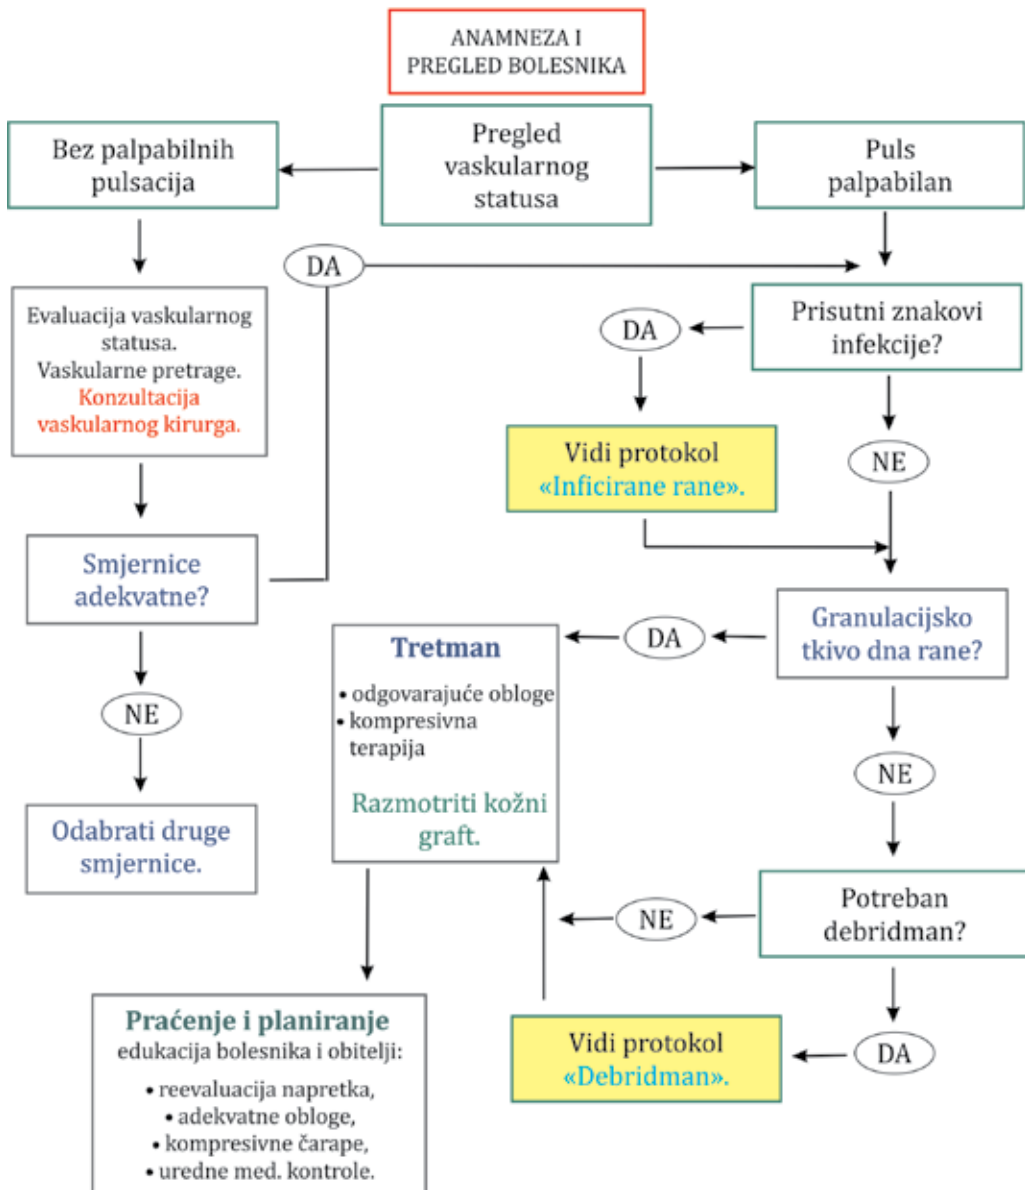 ANAMNEZA I
PREGLED BOLESNIKA
Bez palpabilnih
pulsacija
Pregled
vaskularnog
statusa
Puls
palpabilan
DA
Evaluacija vaskularnog
statusa.
Vaskularne pretrage.
Konzultacija
vaskularnog kirurga.
Prisutni znakovi
infekcije?
DA
Vidi protokol
«Inficirane rane».
NE
Smjernice
adekvatne?
Granulacijsko
tkivo dna rane?
DA
Tretman
• odgovarajuće obloge
• kompresivna
terapija
Razmotriti kožni
graft.
NE
NE
Odabrati druge
smjernice.
Potreban
debridman?
NE
Vidi protokol
«Debridman».
DA
Praćenje i planiranje
edukacija bolesnika i obitelji:
• reevaluacija napretka,
• adekvatne obloge,
• kompresivne čarape,
• uredne med. kontrole.